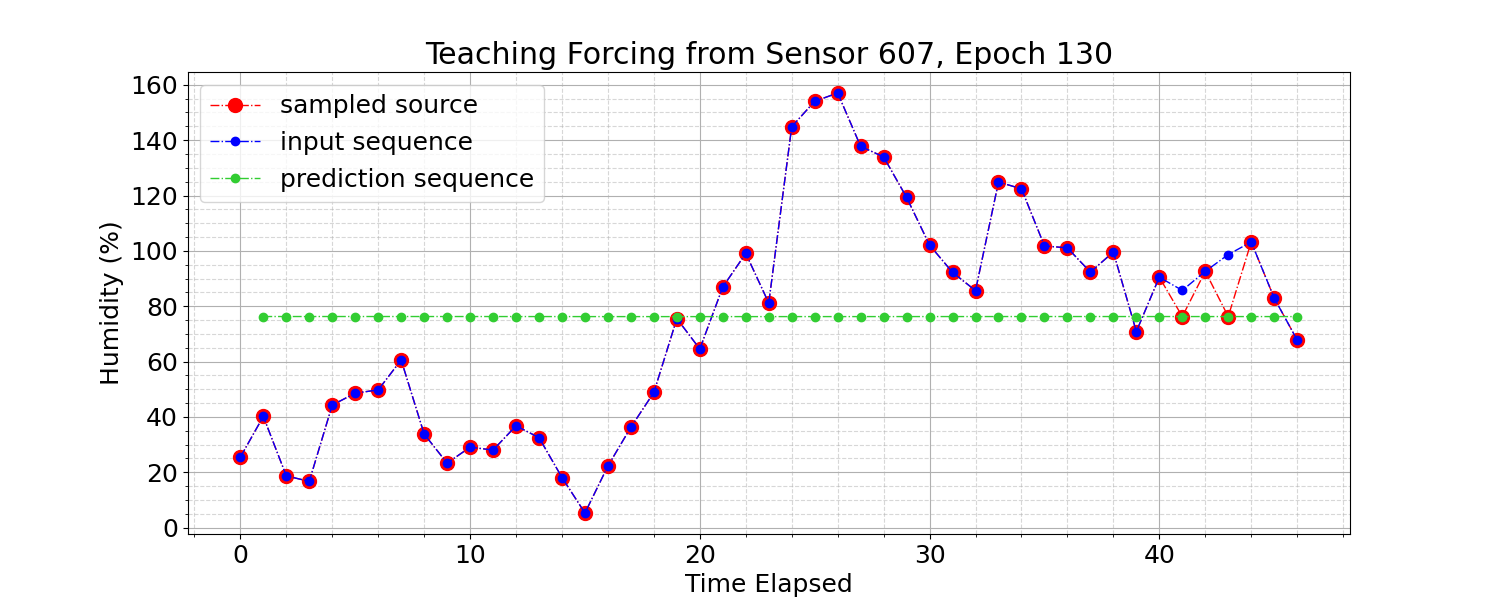 Teaching Forcing from Sensor 607, Epoch 130
160
140
120
100
80
60
40
20
0
Humidity (%)
sampled source
input sequence
prediction sequence
0 10 20 30 40
Time Elapsed